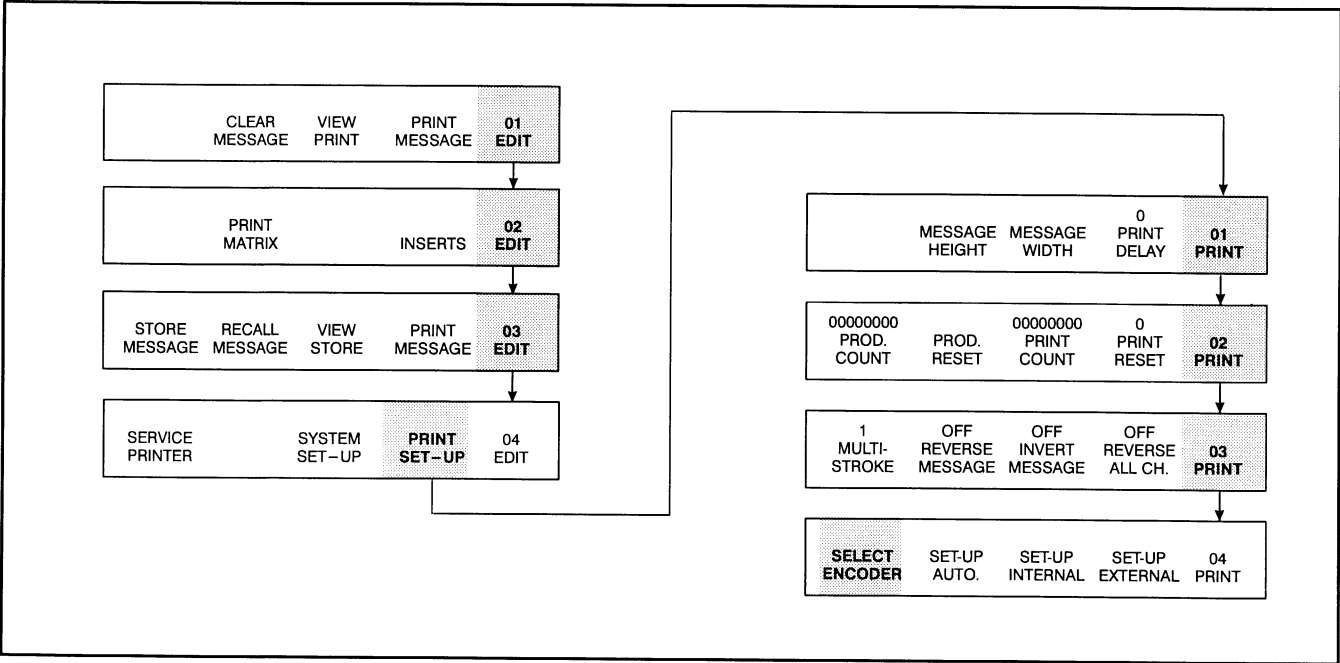 CLEAR VIEW PRINT 01
MESSAGE PRINT MESSAGE EDIT
PRINT 02
MATRIX INSERTS EDIT
STORE RECALL VIEW PRINT 03
MESSAGE MESSAGE STORE MESSAGE EDIT
SERVICE SYSTEM PRINT 04
PRINTER SET-UP SET-UP EDIT
0
MESSAGE MESSAGE PRINT 01
HEIGHT WIDTH DELAY PRINT
00000000 00000000 0
PROD. PROD. PRINT PRINT 02
COUNT RESET COUNT RESET PRINT
1 OFF OFF OFF
MULTI- REVERSE INVERT REVERSE 03
STROKE MESSAGE MESSAGE ALL CH. PRINT
SELECT SET-UP SET-UP SET-UP 04
ENCODER AUTO. INTERNAL EXTERNAL PRINT